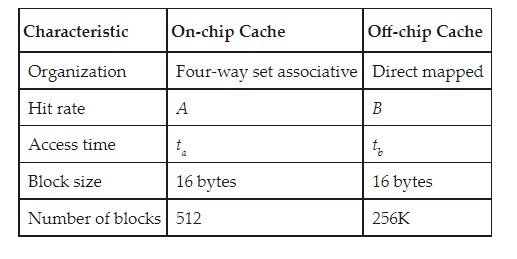 Characteristic On-chip Cache Off-chip Cache
Organization Four-way set associative Direct mapped
Hit rate A B
Access time tₐ t_b
Block size 16 bytes 16 bytes
Number of blocks 512 256K